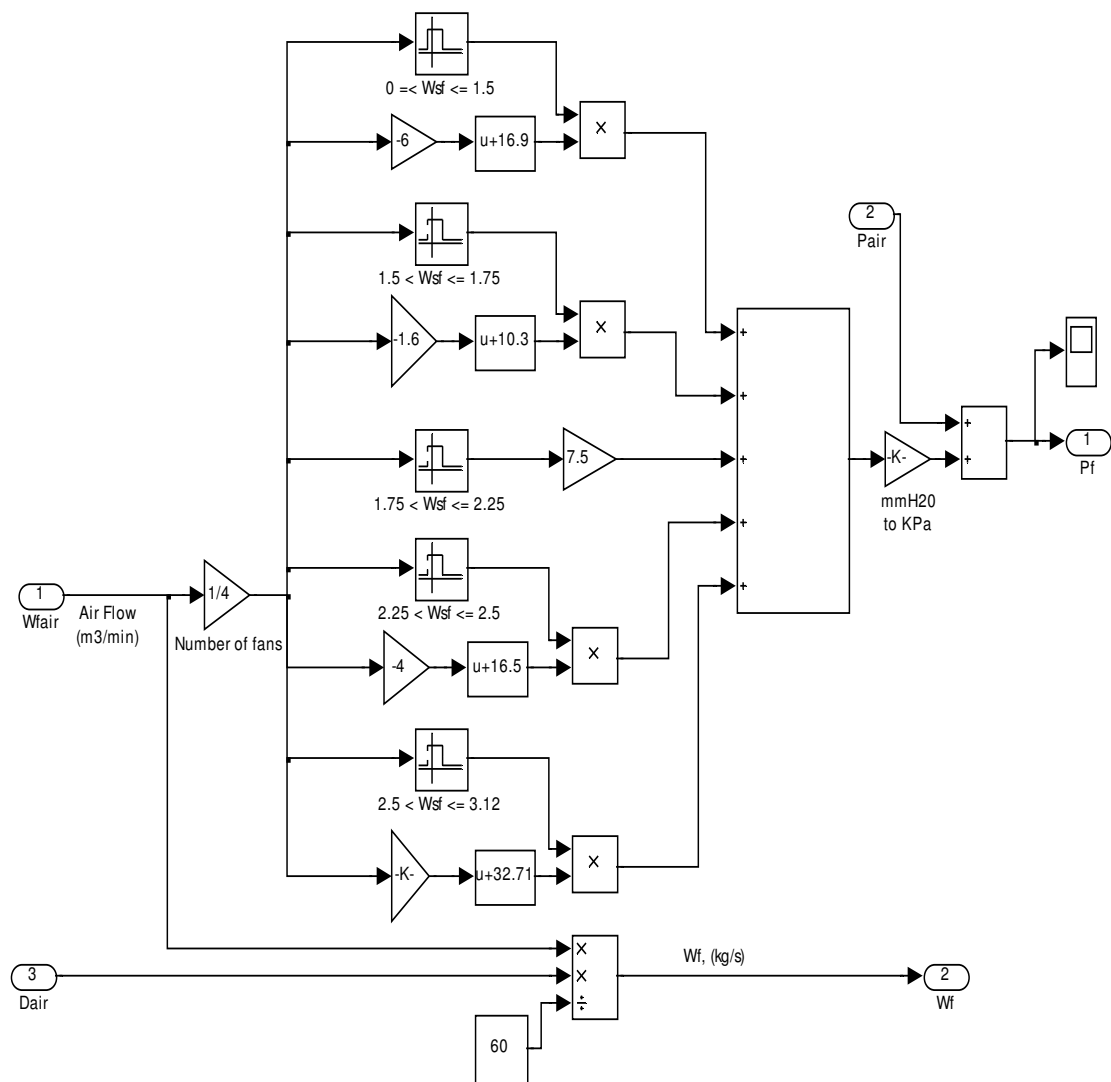 0 =< Wsf <= 1.5
-6
u+16.9
X
1.5 < Wsf <= 1.75
-1.6
u+10.3
X
2
Pair
+
+
+
+
+
1.75 < Wsf <= 2.25
7.5
-K-
mmH20
to KPa
+
+
1
Pf
1
Wfair
Air Flow
(m3/min)
1/4
Number of fans
2.25 < Wsf <= 2.5
-4
u+16.5
X
2.5 < Wsf <= 3.12
-K-
u+32.71
X
3
Dair
X
X
÷
60
Wf, (kg/s)
2
Wf